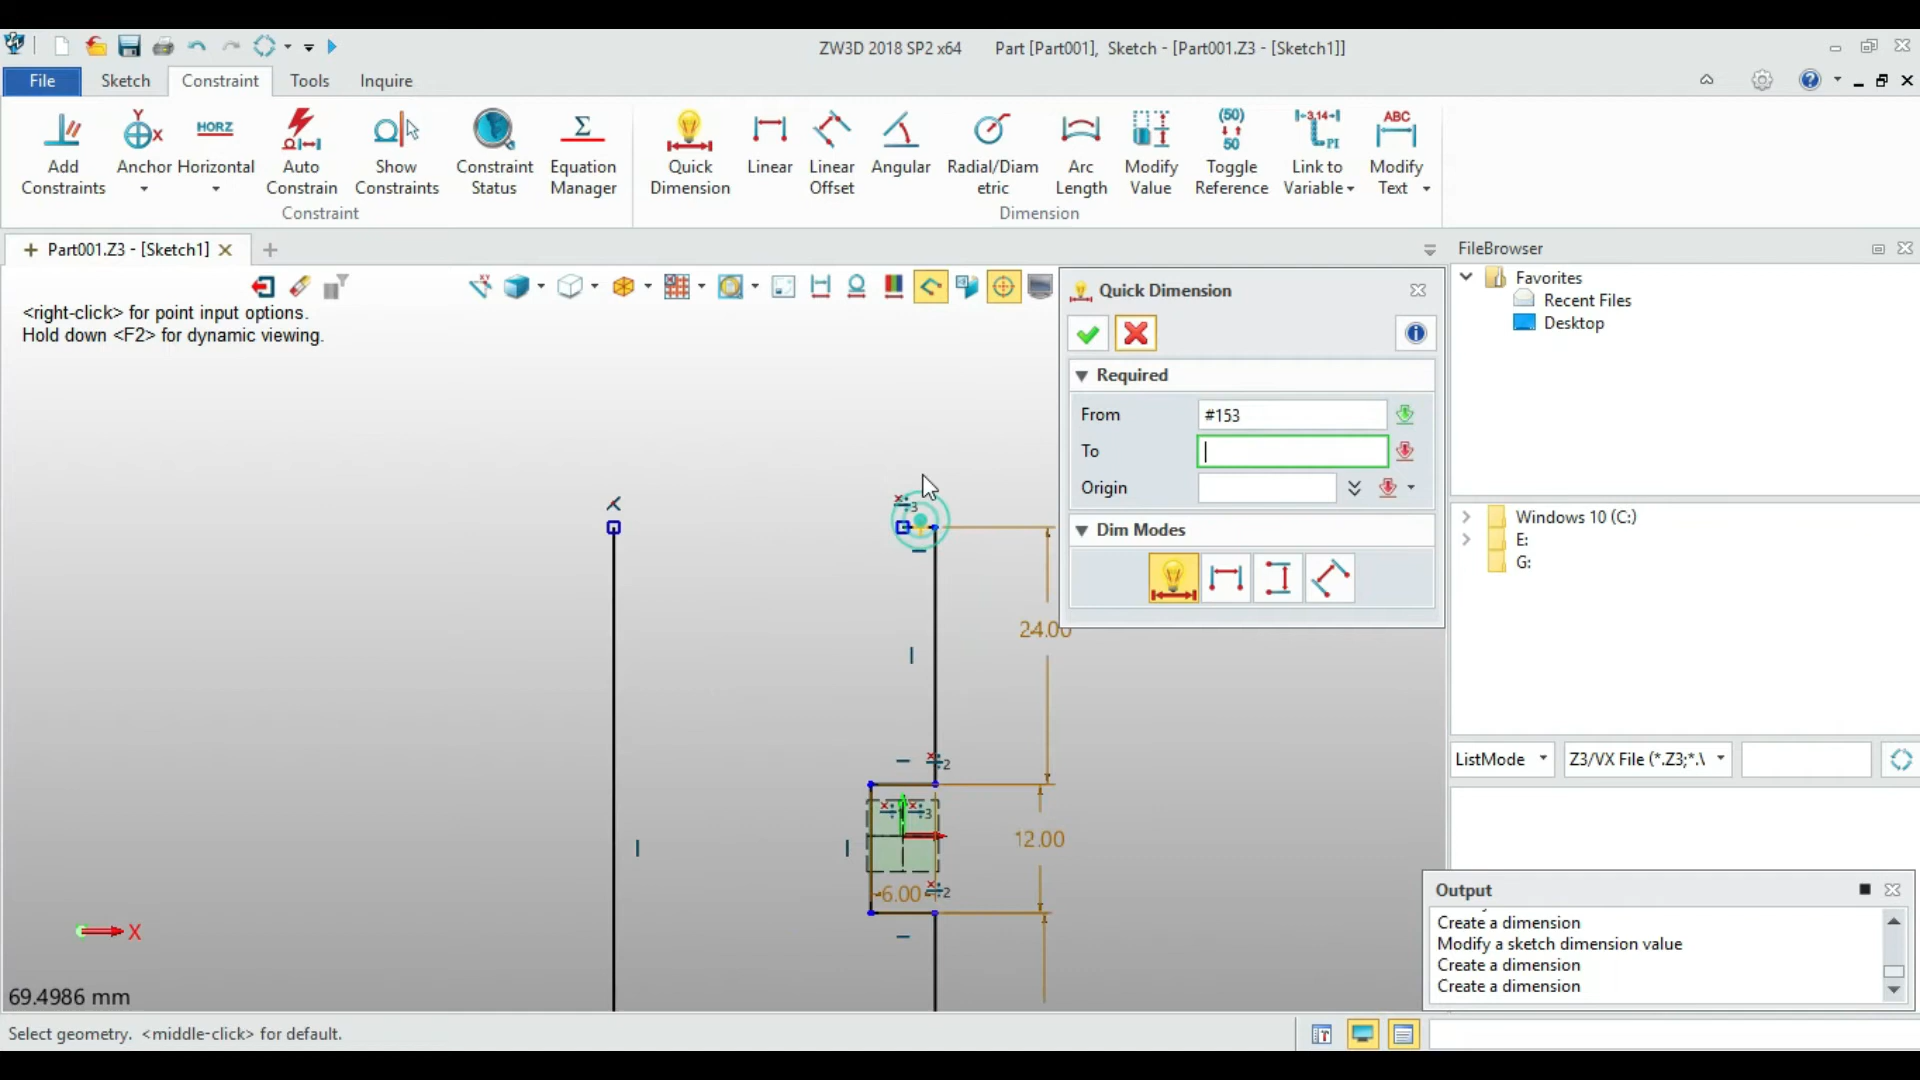 ZW3D 2018 SP2 x64 Part [Part001], Sketch - [Part001.Z3 - [Sketch1]]
File Sketch Constraint Tools Inquire
Add Constraints
Anchor
Horizontal
Auto Constrain
Show Constraints
Constraint Status
Equation Manager
Quick Dimension
Linear
Linear Offset
Angular
Radial/Diam etric
Arc Length
Modify Value
Toggle Reference
Link to Variable
Modify Text
Constraint
Dimension
Part001.Z3 - [Sketch1]
<right-click> for point input options.
Hold down <F2> for dynamic viewing.
Quick Dimension
Required
From #153
To
Origin
Dim Modes
FileBrowser
Favorites
Recent Files
Desktop
Windows 10 (C:)
E:
G:
ListMode Z3/VX File (*.Z3;*.\
24.00
12.00
6.00
3
2
3
2
X
69.4986 mm
Output
Create a dimension
Modify a sketch dimension value
Create a dimension
Create a dimension
Select geometry. <middle-click> for default.